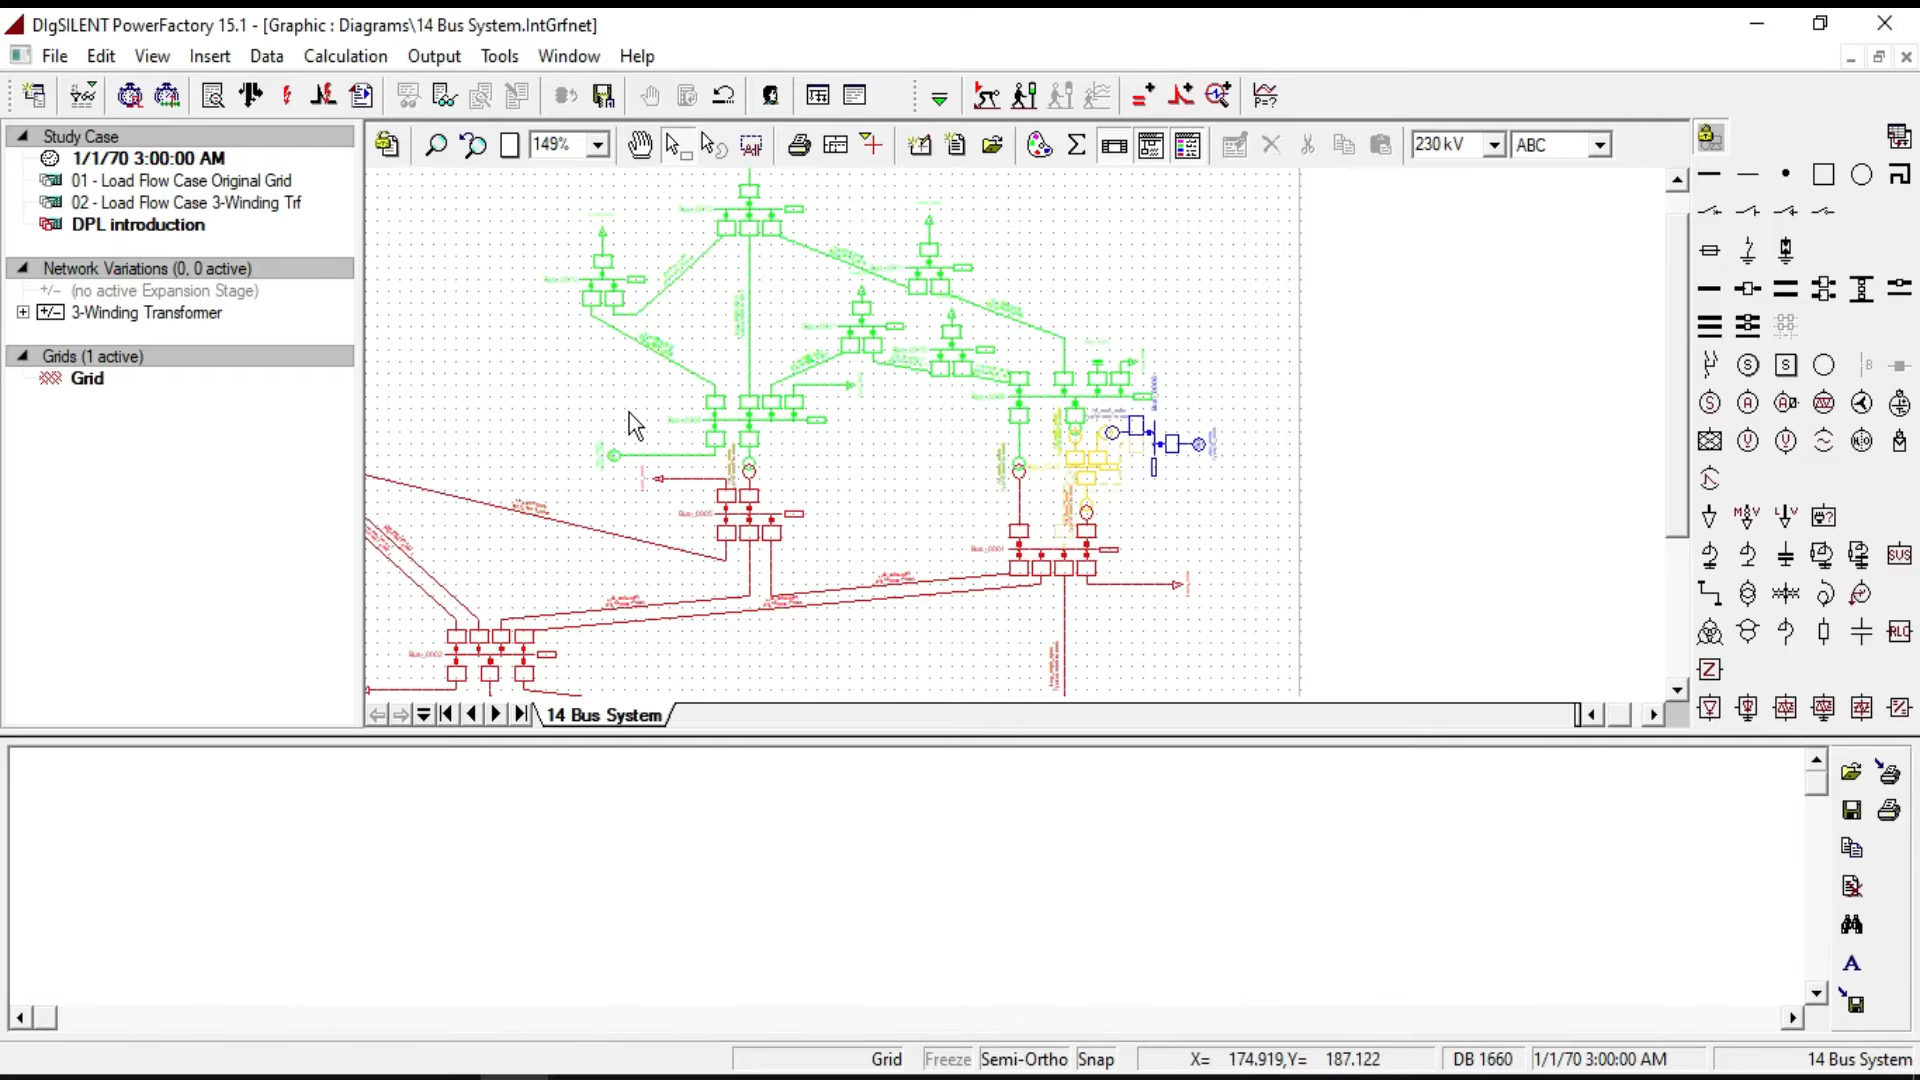 DIgSILENT PowerFactory 15.1 - [Graphic : Diagrams\14 Bus System.IntGrfnet]
File Edit View Insert Data Calculation Output Tools Window Help
Study Case
1/1/70 3:00:00 AM
01 - Load Flow Case Original Grid
02 - Load Flow Case 3-Winding Trf
DPL introduction
Network Variations (0, 0 active)
(no active Expansion Stage)
3-Winding Transformer
Grids (1 active)
Grid
149%
230 kV
ABC
Bus_0005
Bus_0002
14 Bus System
Grid Freeze Semi-Ortho Snap X= 174.919,Y= 187.122 DB 1660 1/1/70 3:00:00 AM 14 Bus System